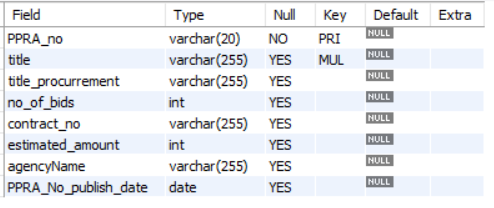 Field Type Null Key Default Extra
PPRA_no varchar(20) NO PRI NULL
title varchar(255) YES MUL NULL
title_procurrement varchar(255) YES NULL
no_of_bids int YES NULL
contract_no varchar(255) YES NULL
estimated_amount int YES NULL
agencyName varchar(255) YES NULL
PPRA_No_publish_date date YES NULL